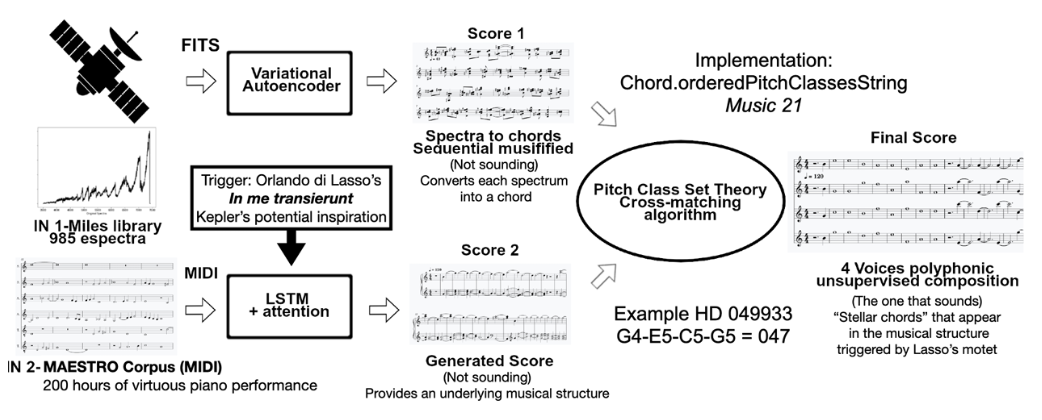 FITS
Variational
Autoencoder
Score 1
Spectra to chords
Sequential musifified
(Not sounding)
Converts each spectrum
into a chord
Implementation:
Chord.orderedPitchClassesString
Music 21
IN 1-Miles library
985 espectra
Trigger: Orlando di Lasso's
In me transierunt
Kepler's potential inspiration
Pitch Class Set Theory
Cross-matching
algorithm
Final Score
= 120
4 Voices polyphonic
unsupervised composition
(The one that sounds)
“Stellar chords” that appear
in the musical structure
triggered by Lasso's motet
MIDI
LSTM
+ attention
Score 2
Generated Score
(Not sounding)
Provides an underlying musical structure
Example HD 049933
G4-E5-C5-G5 = 047
IN 2- MAESTRO Corpus (MIDI)
200 hours of virtuous piano performance